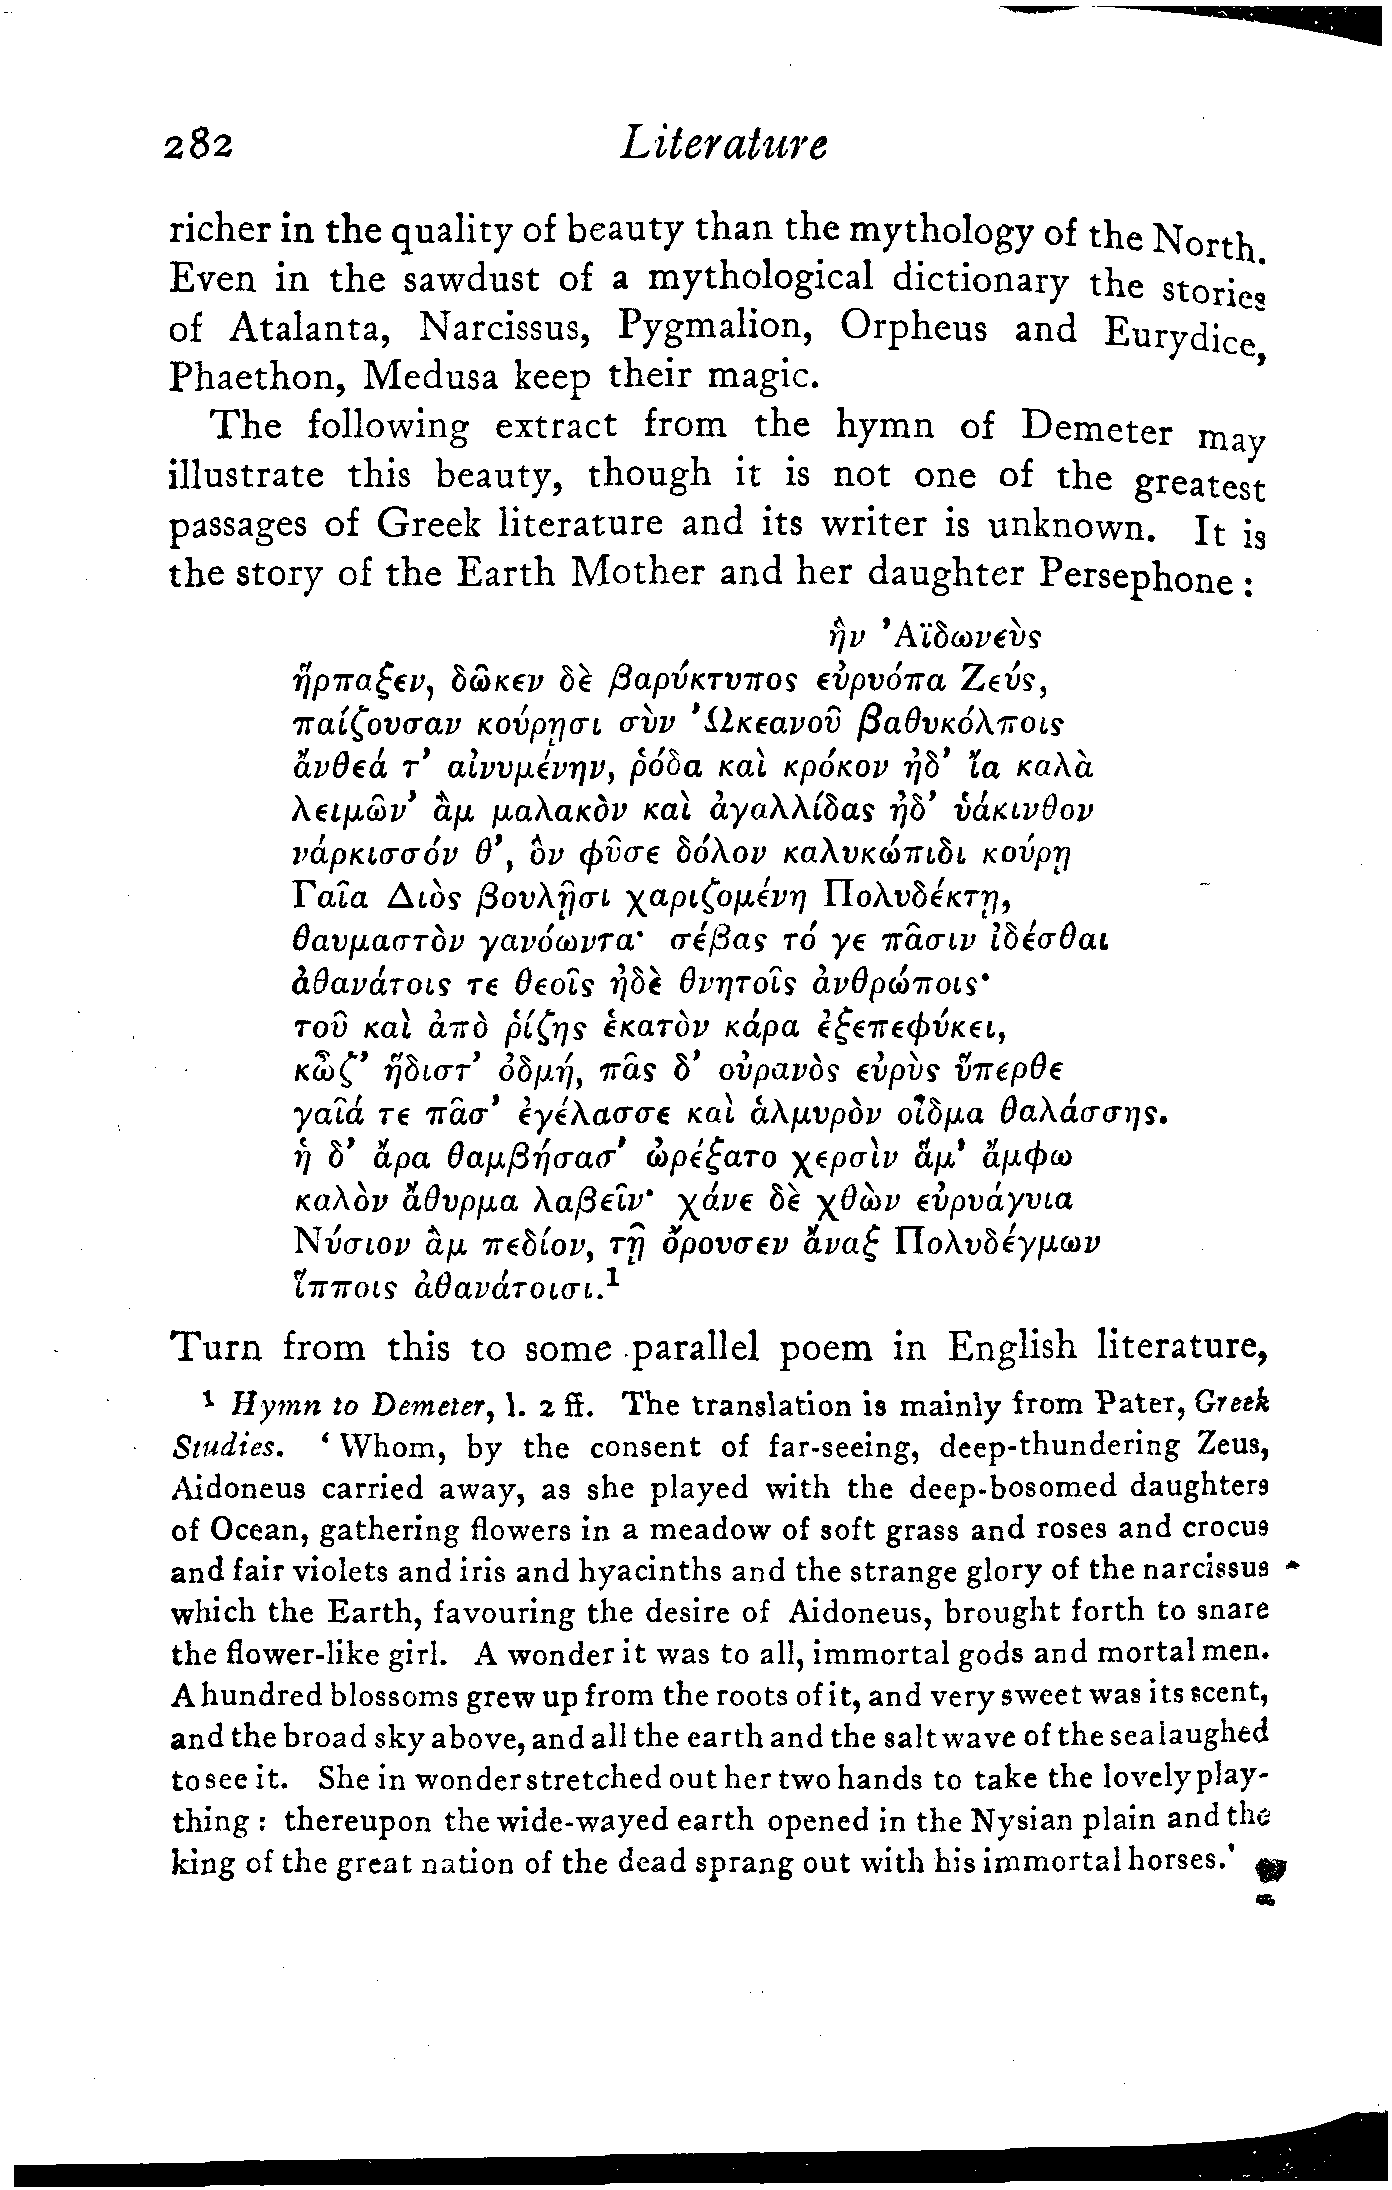 282 Literature
richer in the quality of beauty than the mythology of the North.
Even in the sawdust of a mythological dictionary the stories
of Atalanta, Narcissus, Pygmalion, Orpheus and Eurydice,
Phaethon, Medusa keep their magic.
The following extract from the hymn of Demeter may
illustrate this beauty, though it is not one of the greatest
passages of Greek literature and its writer is unknown. It is
the story of the Earth Mother and her daughter Persephone :
ἣν Ἀϊδωνεὺς
ἥρπαξεν, δῶκεν δὲ βαρύκτυπος εὐρυόπα Ζεύς,
παίζουσαν κούρῃσι σὺν Ὠκεανοῦ βαθυκόλποις
ἄνθεά τ’ αἰνυμένην, ῥόδα καὶ κρόκον ἠδ’ ἴα καλὰ
λειμῶν’ ἂμ μαλακὸν καὶ ἀγαλλίδας ἠδ’ ὑάκινθον
νάρκισσόν θ’, ὃν φῦσε δόλον καλυκώπιδι κούρῃ
Γαῖα Διὸς βουλῇσι χαριζομένη Πολυδέκτῃ,
θαυμαστὸν γανόωντα· σέβας τό γε πᾶσιν ἰδέσθαι
ἀθανάτοις τε θεοῖς ἠδὲ θνητοῖς ἀνθρώποις·
τοῦ καὶ ἀπὸ ῥίζης ἑκατὸν κάρα ἐξεπεφύκει,
κὦζ’ ἥδιστ’ ὀδμή, πᾶς δ’ οὐρανὸς εὐρὺς ὕπερθε
γαῖά τε πᾶσ’ ἐγέλασσε καὶ ἁλμυρὸν οἶδμα θαλάσσης.
ἡ δ’ ἄρα θαμβήσασ’ ὠρέξατο χερσὶν ἅμ’ ἄμφω
καλὸν ἄθυρμα λαβεῖν· χάνε δὲ χθὼν εὐρυάγυια
Νύσιον ἂμ πεδίον, τῇ ὄρουσεν ἄναξ Πολυδέγμων
ἵπποις ἀθανάτοισι.¹
Turn from this to some parallel poem in English literature,
¹ Hymn to Demeter, l. 2 ff. The translation is mainly from Pater, Greek
Studies. ‘ Whom, by the consent of far-seeing, deep-thundering Zeus,
Aidoneus carried away, as she played with the deep-bosomed daughters
of Ocean, gathering flowers in a meadow of soft grass and roses and crocus
and fair violets and iris and hyacinths and the strange glory of the narcissus
which the Earth, favouring the desire of Aidoneus, brought forth to snare
the flower-like girl. A wonder it was to all, immortal gods and mortal men.
A hundred blossoms grew up from the roots of it, and very sweet was its scent,
and the broad sky above, and all the earth and the salt wave of the sea laughed
to see it. She in wonder stretched out her two hands to take the lovely play-
thing : thereupon the wide-wayed earth opened in the Nysian plain and the
king of the great nation of the dead sprang out with his immortal horses.’